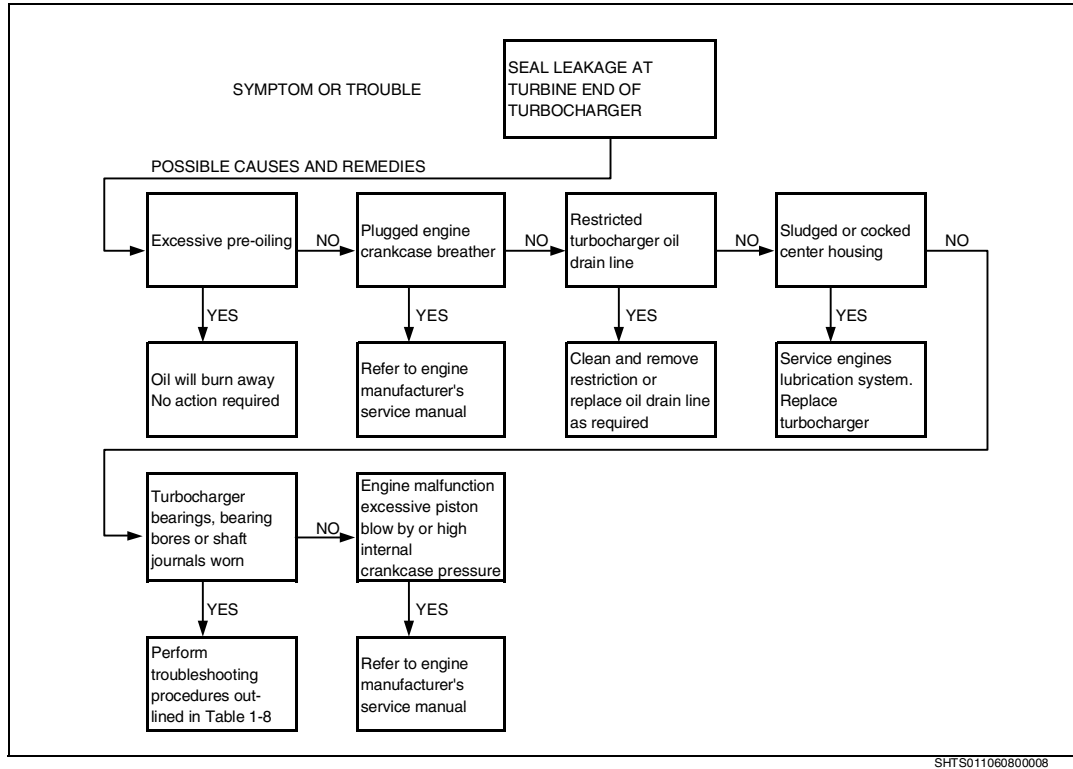 SYMPTOM OR TROUBLE
SEAL LEAKAGE AT
TURBINE END OF
TURBOCHARGER
POSSIBLE CAUSES AND REMEDIES
Excessive pre-oiling
NO
Plugged engine
crankcase breather
NO
Restricted
turbocharger oil
drain line
NO
Sludged or cocked
center housing
NO
YES
YES
YES
YES
Oil will burn away
No action required
Refer to engine
manufacturer's
service manual
Clean and remove
restriction or
replace oil drain line
as required
Service engines
lubrication system.
Replace
turbocharger
Turbocharger
bearings, bearing
bores or shaft
journals worn
NO
Engine malfunction
excessive piston
blow by or high
internal
crankcase pressure
YES
YES
Perform
troubleshooting
procedures out-
lined in Table 1-8
Refer to engine
manufacturer's
service manual
SHTS011060800008